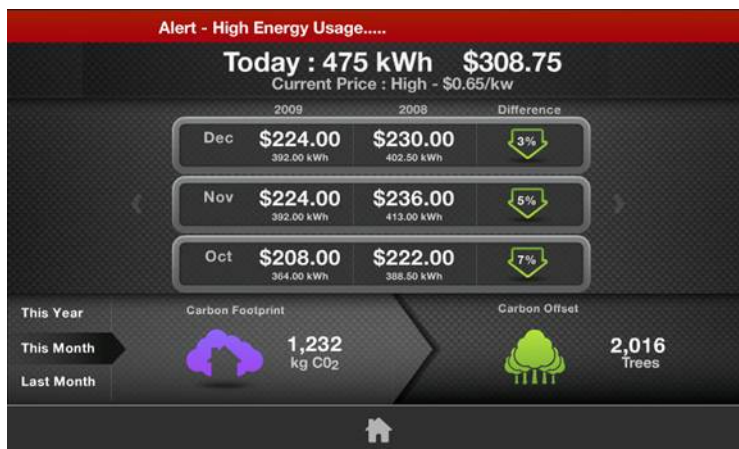 Alert - High Energy Usage.....
Today : 475 kWh $308.75
Current Price : High - $0.65/kw
2009 2008 Difference
Dec $224.00 $230.00 3%
392.00 kWh 402.50 kWh
Nov $224.00 $236.00 5%
392.00 kWh 413.00 kWh
Oct $208.00 $222.00 7%
364.00 kWh 388.50 kWh
This Year
This Month
Last Month
Carbon Footprint
1,232
kg C0₂
Carbon Offset
2,016
Trees